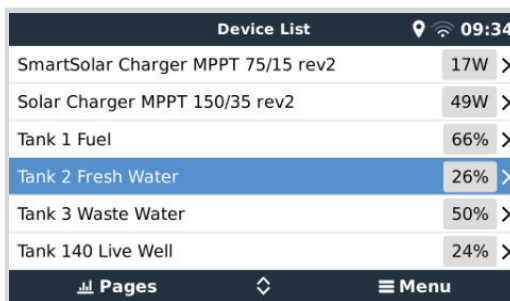 Device List 09:34
SmartSolar Charger MPPT 75/15 rev2 17W
Solar Charger MPPT 150/35 rev2 49W
Tank 1 Fuel 66%
Tank 2 Fresh Water 26%
Tank 3 Waste Water 50%
Tank 140 Live Well 24%
Pages Menu